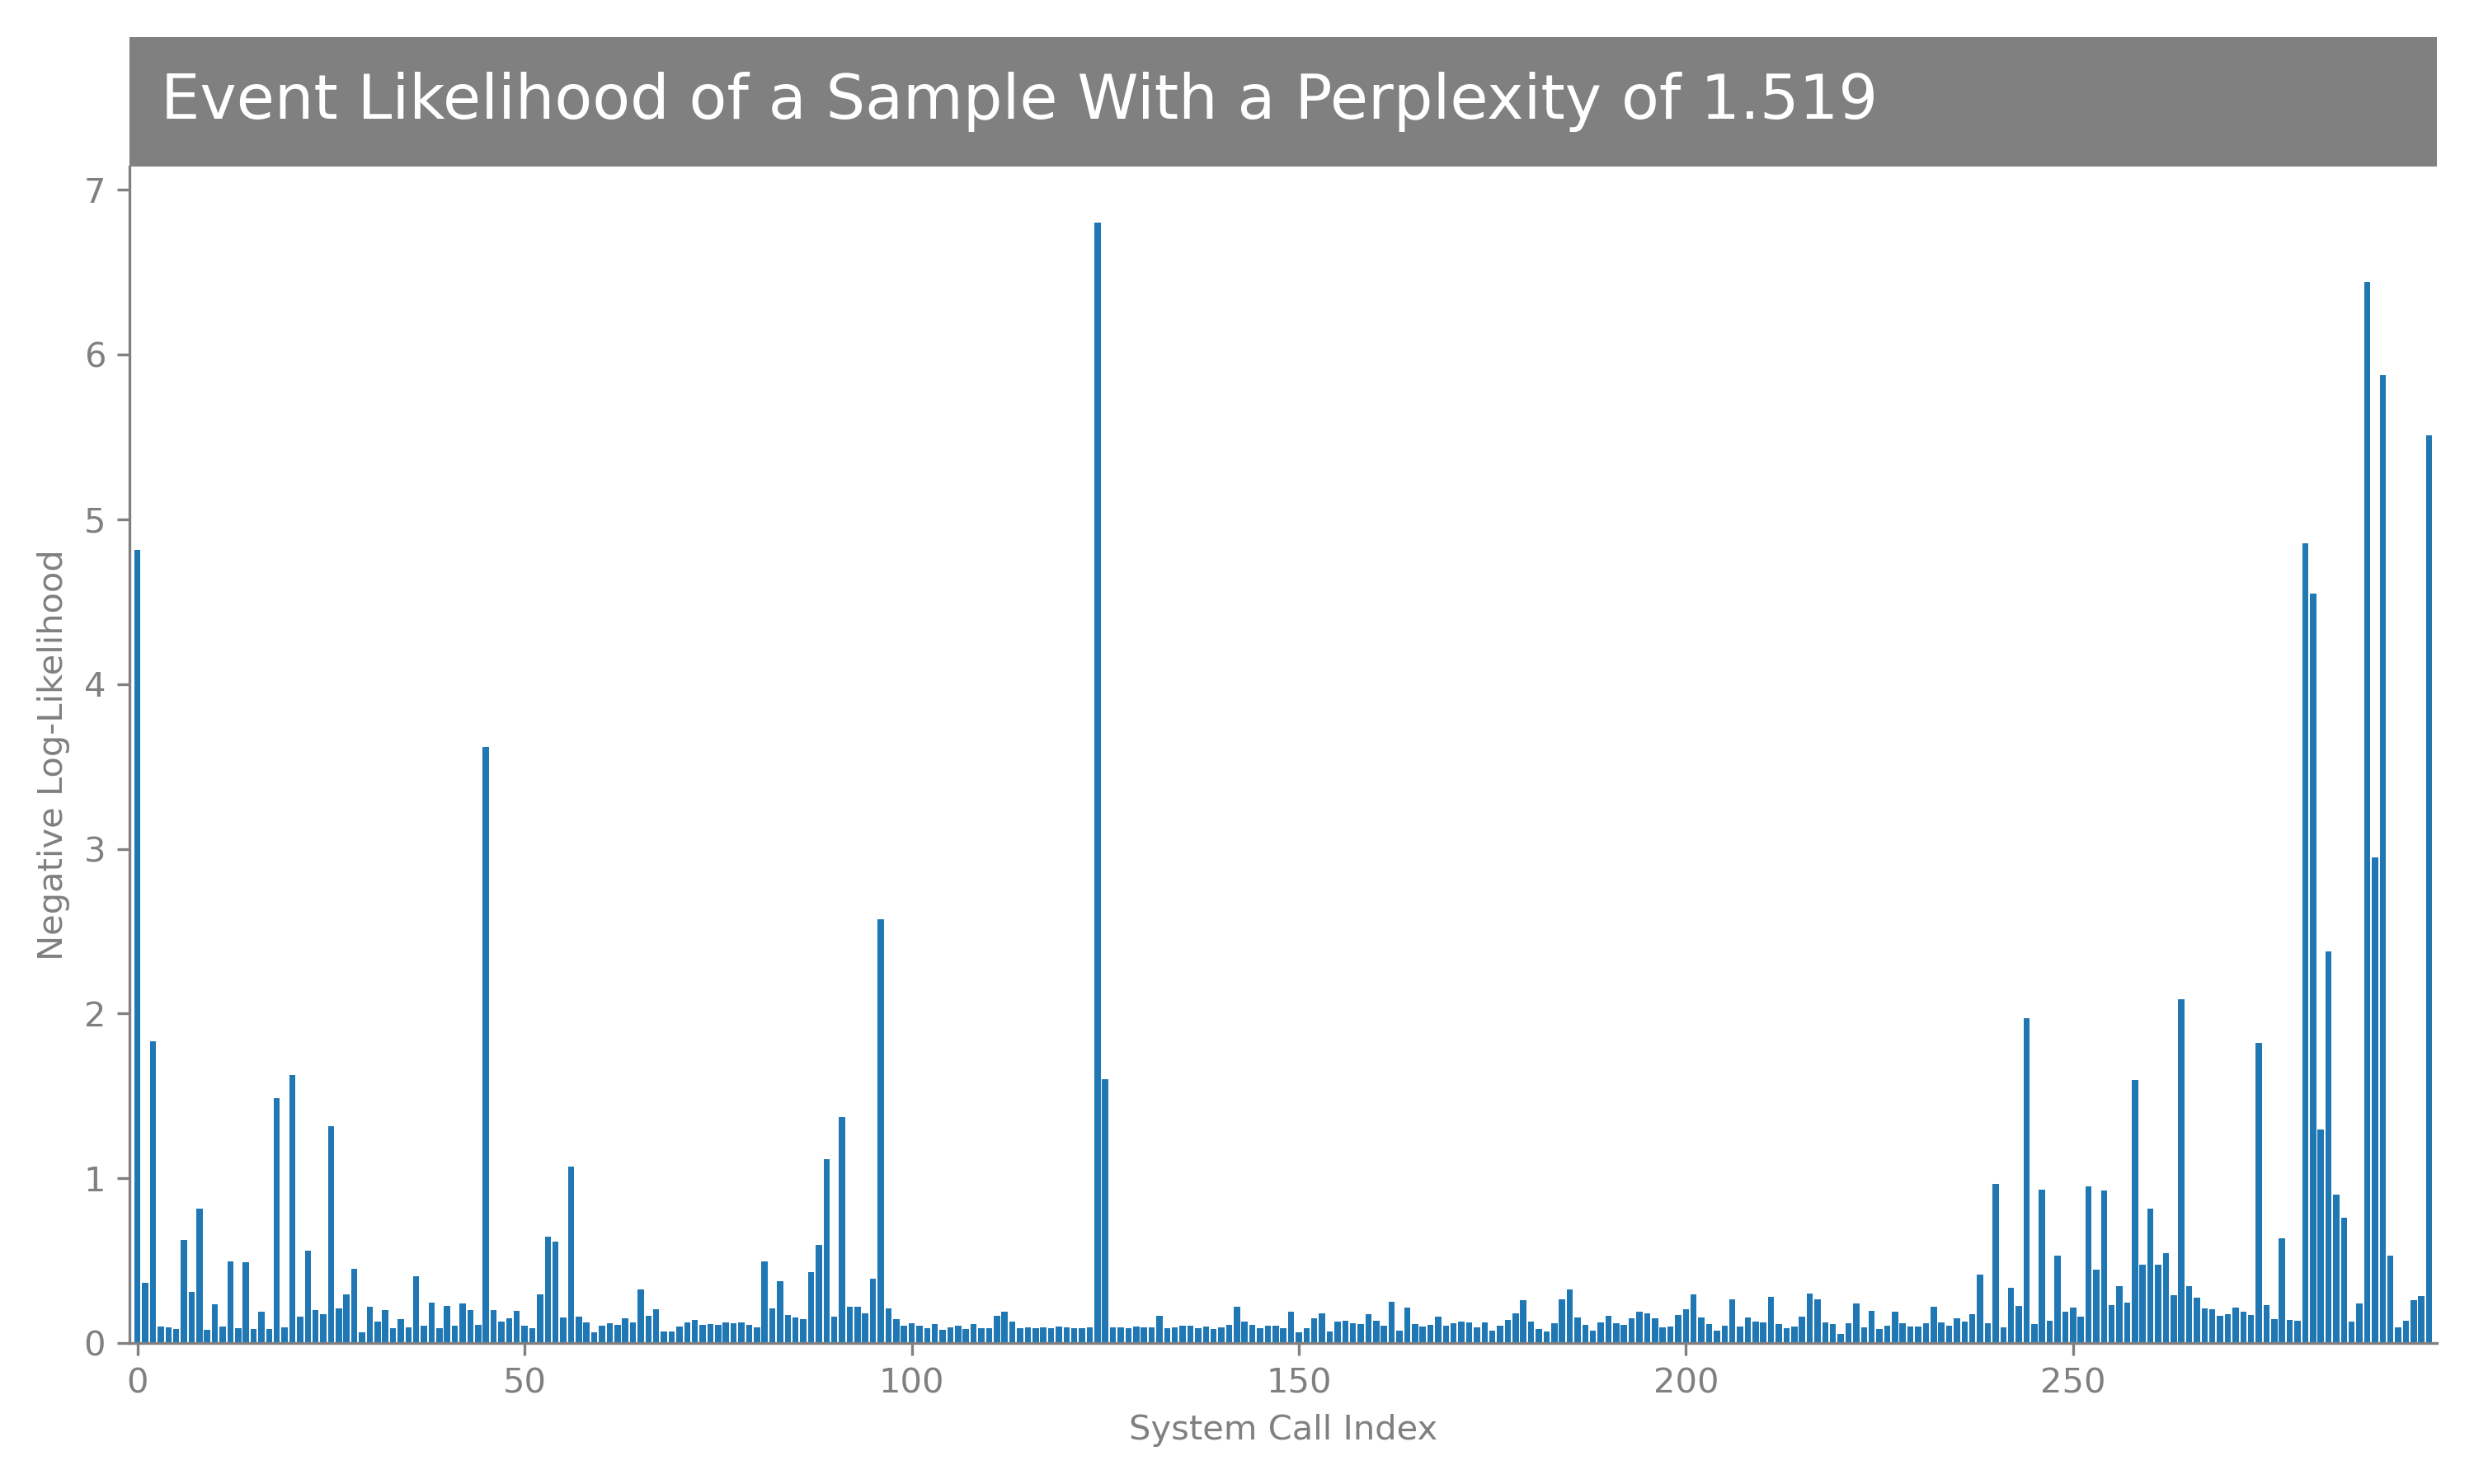 Event Likelihood of a Sample With a Perplexity of 1.519
7
6
5
4
3
2
1
0
Negative Log-Likelihood
0 50 100 150 200 250
System Call Index